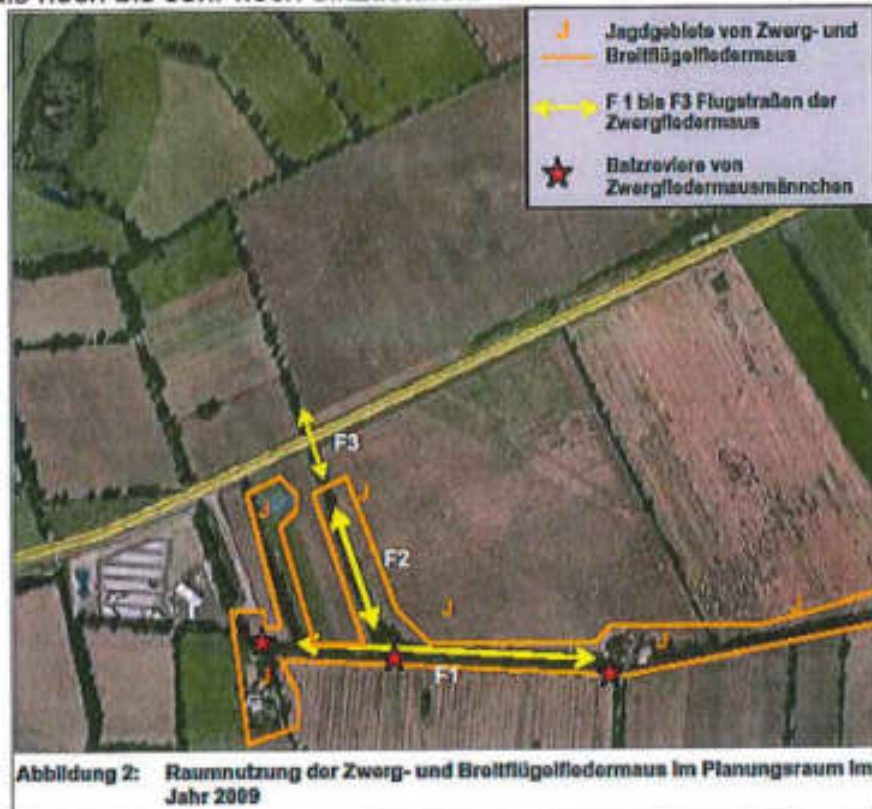 J Jagdgebiete von Zwerg- und
Breitflügelfledermaus
F 1 bis F3 Flugstraßen der
Zwergfledermaus
Balzreviere von
Zwergfledermausmännchen
F3
J
J
F2
J
J
J
F1
J
Abbildung 2: Raumnutzung der Zwerg- und Breitflügelfledermaus im Planungsraum im
Jahr 2009